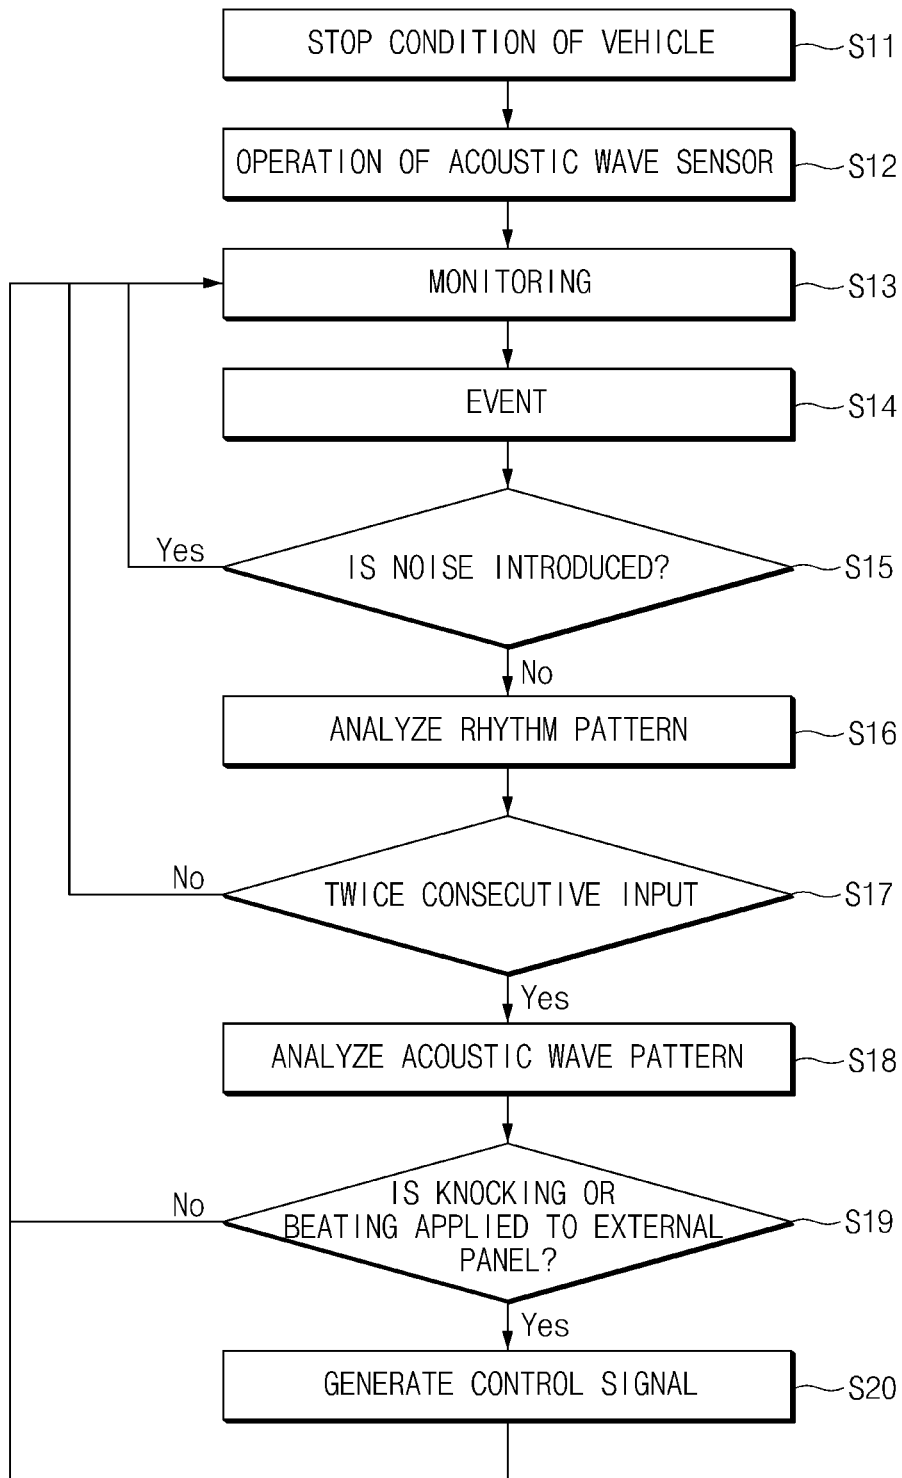 STOP CONDITION OF VEHICLE
S11
OPERATION OF ACOUSTIC WAVE SENSOR
S12
MONITORING
S13
EVENT
S14
Yes
IS NOISE INTRODUCED?
S15
No
ANALYZE RHYTHM PATTERN
S16
No
TWICE CONSECUTIVE INPUT
S17
Yes
ANALYZE ACOUSTIC WAVE PATTERN
S18
No
IS KNOCKING OR
BEATING APPLIED TO EXTERNAL
PANEL?
S19
Yes
GENERATE CONTROL SIGNAL
S20